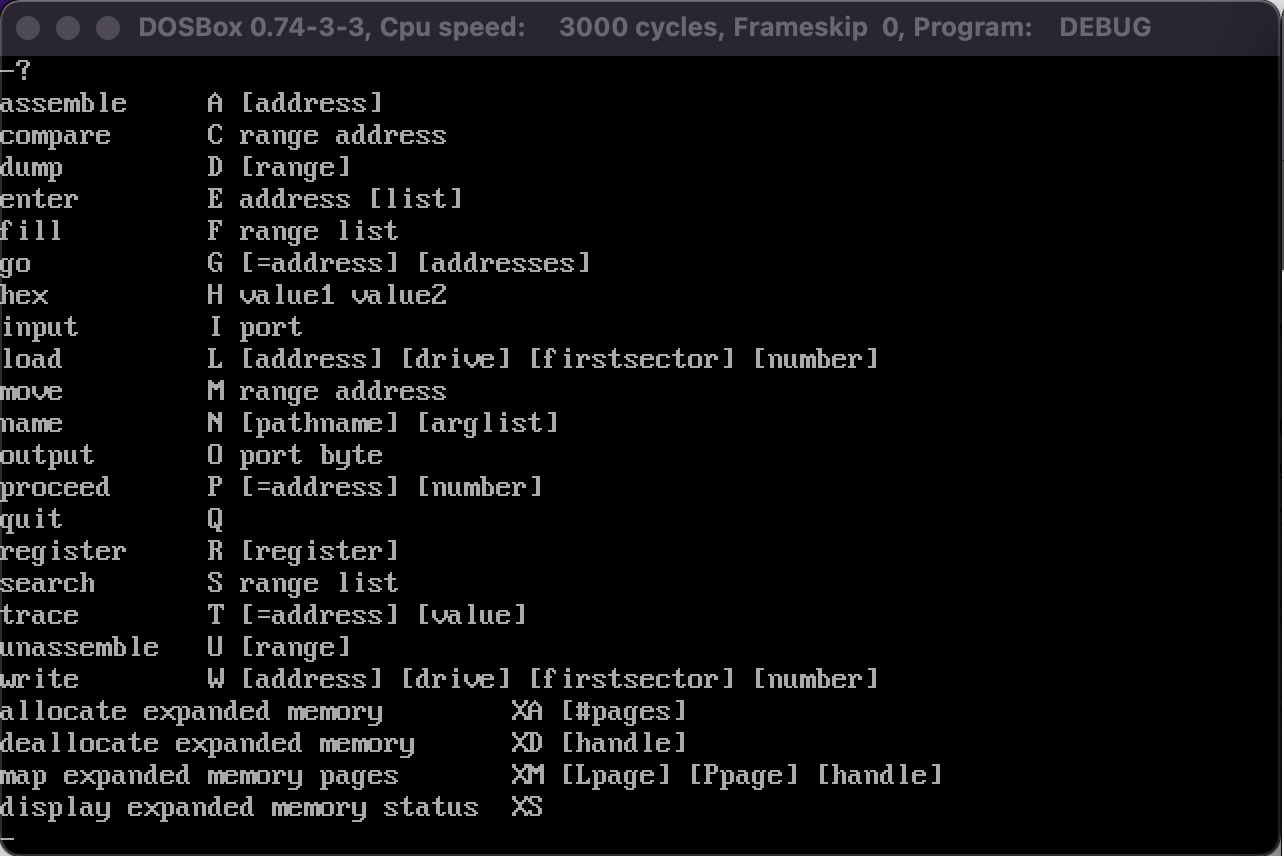 DOSBox 0.74-3-3, Cpu speed: 3000 cycles, Frameskip 0, Program: DEBUG
-?
assemble A [address]
compare C range address
dump D [range]
enter E address [list]
fill F range list
go G [=address] [addresses]
hex H value1 value2
input I port
load L [address] [drive] [firstsector] [number]
move M range address
name N [pathname] [arglist]
output O port byte
proceed P [=address] [number]
quit Q
register R [register]
search S range list
trace T [=address] [value]
unassemble U [range]
write W [address] [drive] [firstsector] [number]
allocate expanded memory XA [#pages]
deallocate expanded memory XD [handle]
map expanded memory pages XM [Lpage] [Ppage] [handle]
display expanded memory status XS
-